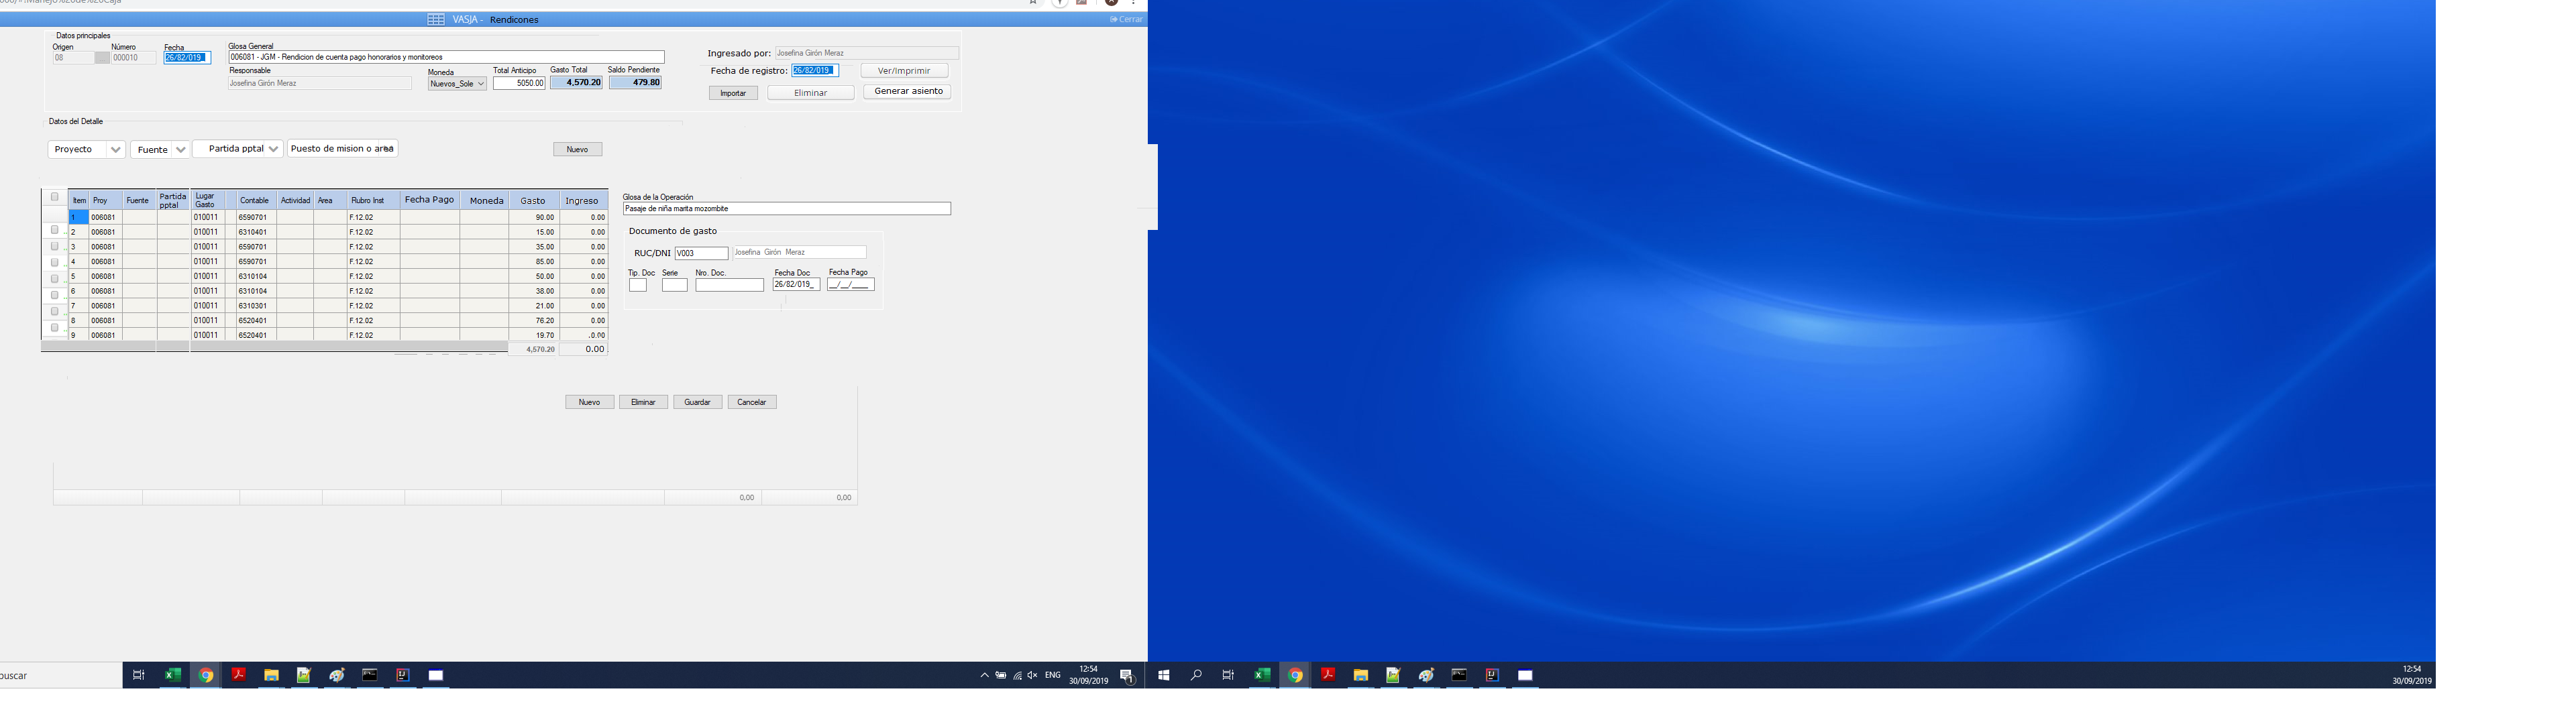 VASJA - Rendicones
Cerrar
Datos principales
Origen Número Fecha Glosa General
08 000010 26/82/019_ 006081 - JGM - Rendicion de cuenta pago honorarios y monitoreos
Ingresado por: Josefina Girón Meraz
Responsable Moneda Total Anticipo Gasto Total Saldo Pendiente
Josefina Girón Meraz Nuevos_Sole 5050.00 4,570.20 479.80
Fecha de registro: 26/82/019_ Ver/Imprimir
Importar Eliminar Generar asiento
Datos del Detalle
Proyecto Fuente Partida pptal Puesto de mision o area
Nuevo
Item Proy Fuente Partida pptal Lugar Gasto Contable Actividad Area Rubro Inst Fecha Pago Moneda Gasto Ingreso
1 006081 010011 6590701 F.12.02 90.00 0.00
2 006081 010011 6310401 F.12.02 15.00 0.00
3 006081 010011 6590701 F.12.02 35.00 0.00
4 006081 010011 6590701 F.12.02 85.00 0.00
5 006081 010011 6310104 F.12.02 50.00 0.00
6 006081 010011 6310104 F.12.02 38.00 0.00
7 006081 010011 6310301 F.12.02 21.00 0.00
8 006081 010011 6520401 F.12.02 76.20 0.00
9 006081 010011 6520401 F.12.02 19.70 0.00
4,570.20 0.00
Glosa de la Operación
Pasaje de niña marita mozombite
Documento de gasto
RUC/DNI V003 Josefina Girón Meraz
Tip. Doc Serie Nro. Doc. Fecha Doc Fecha Pago
26/82/019_ __/__/____
Nuevo Eliminar Guardar Cancelar
0,00 0,00
buscar
ENG
12:54
30/09/2019
1
12:54
30/09/2019